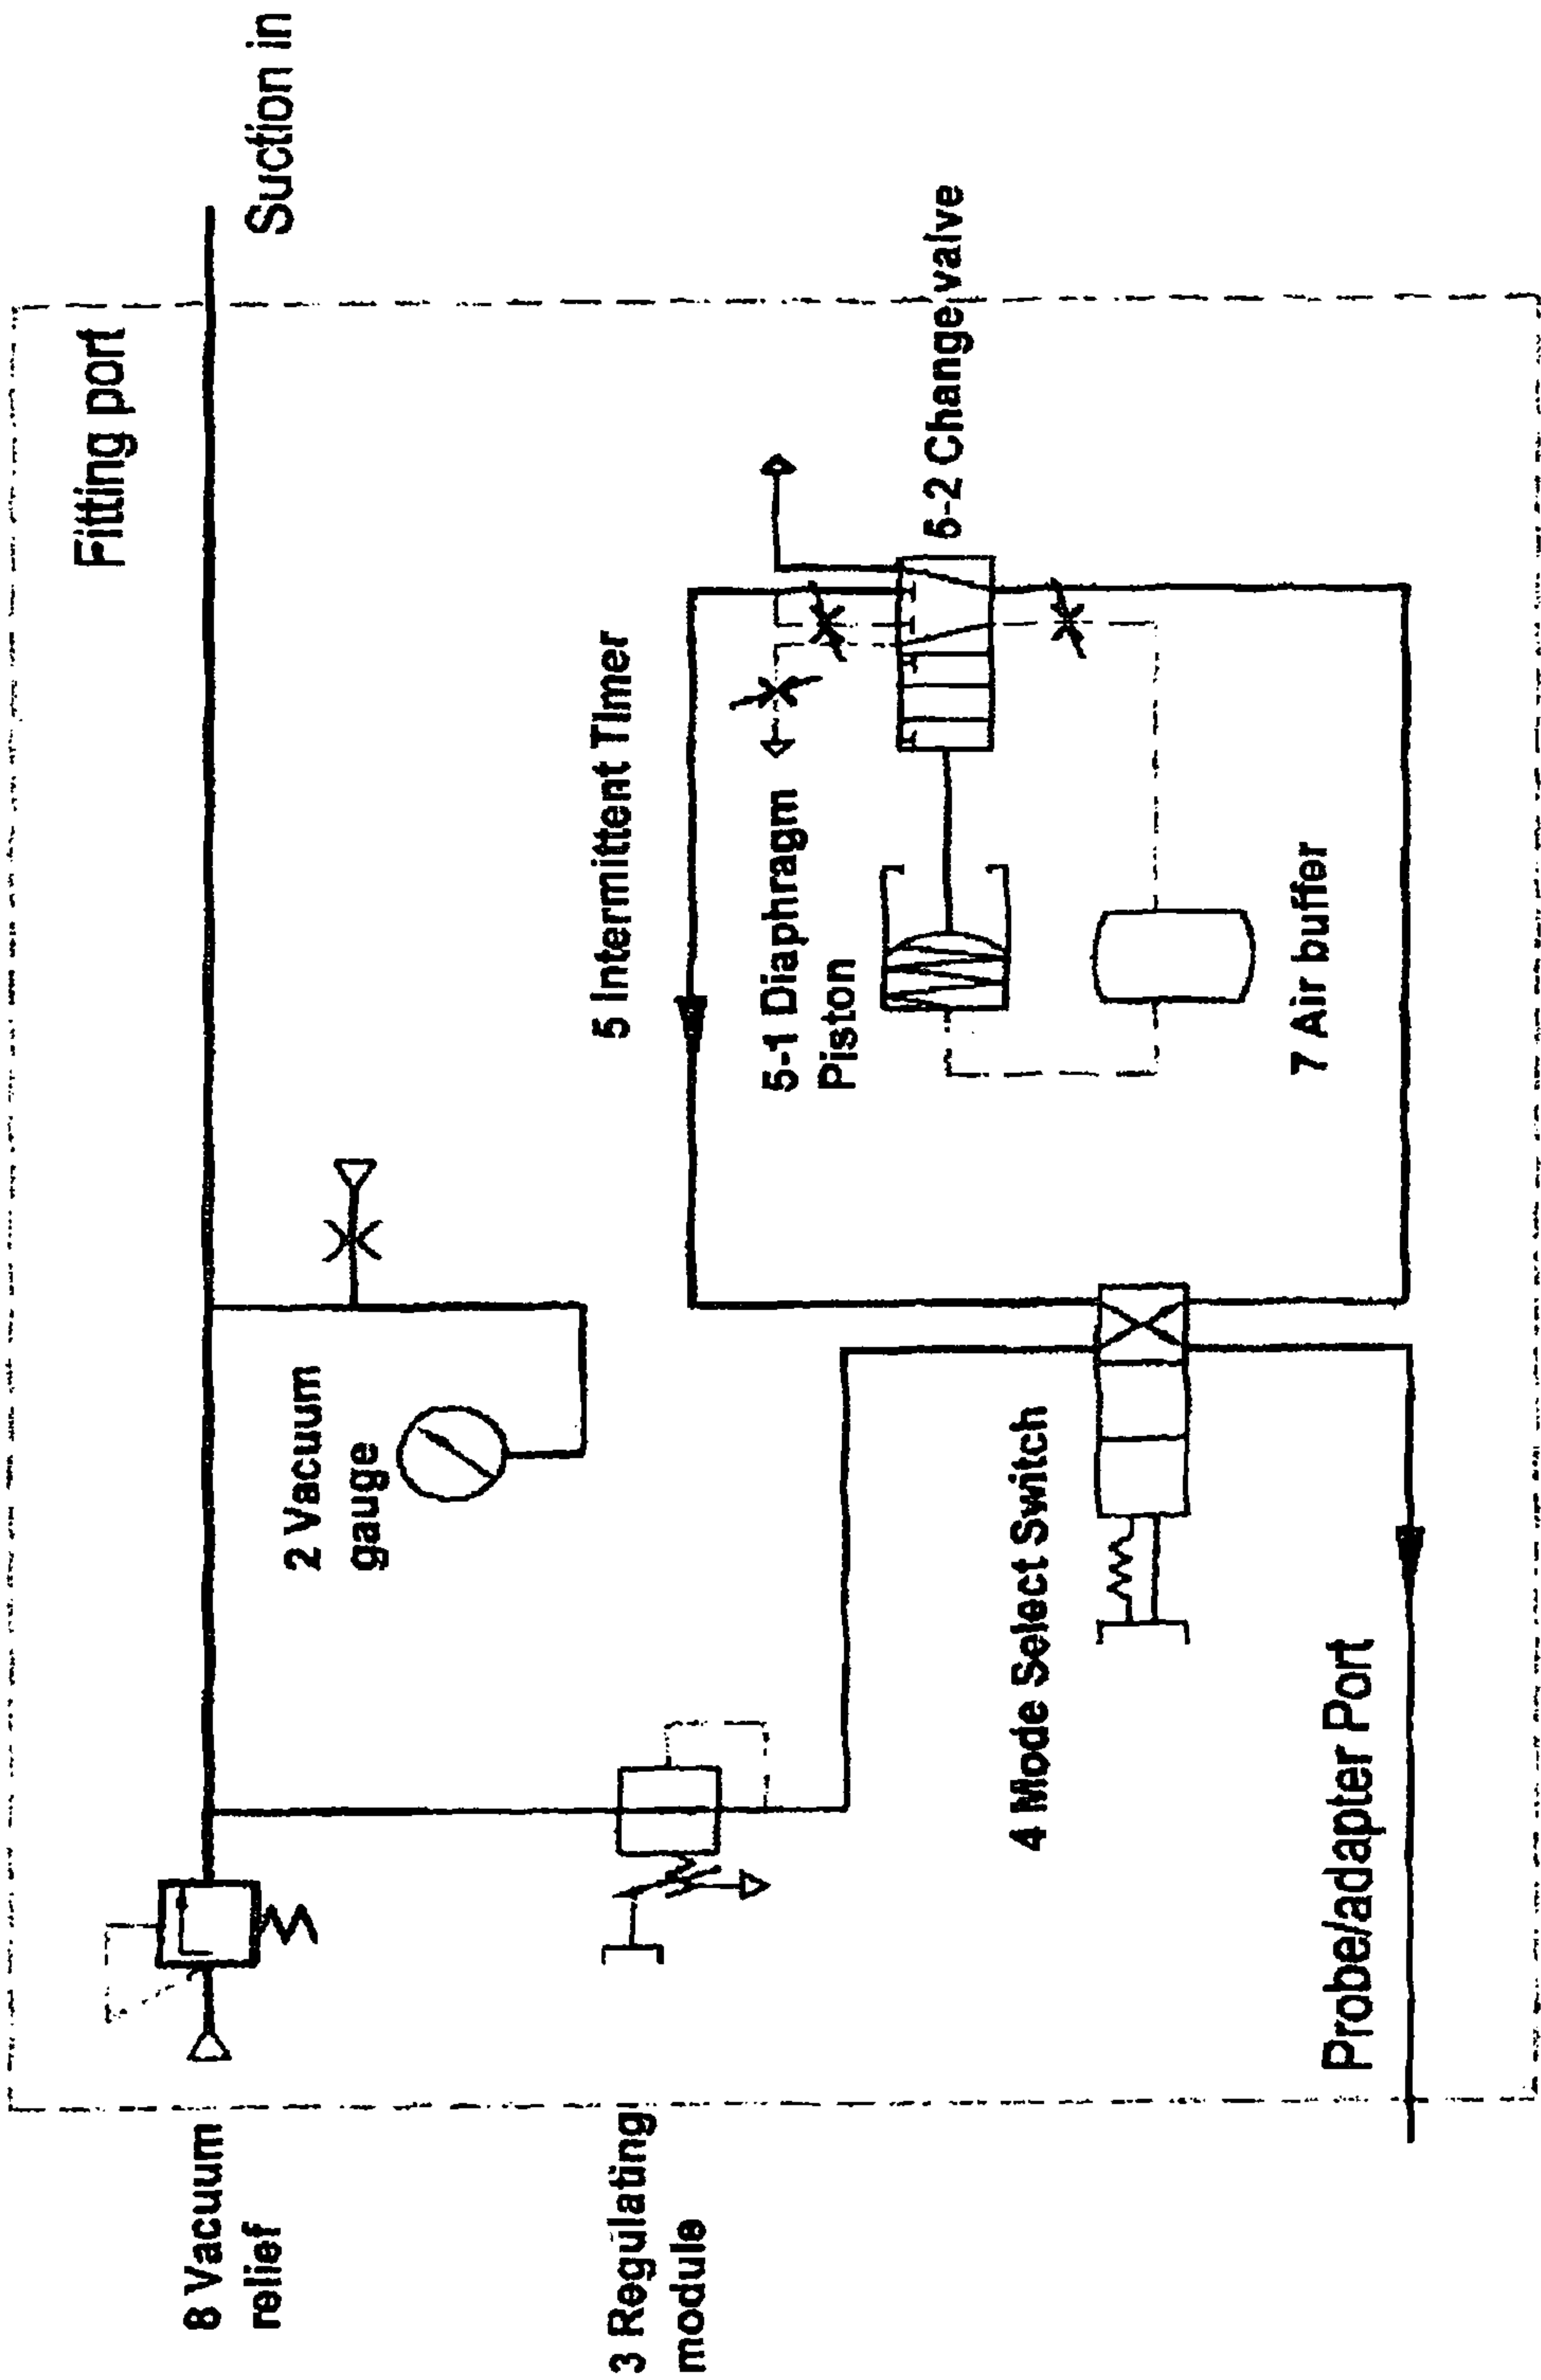 Suction in
Fitting port
8 Vacuum
relief
2 Vacuum
gauge
3 Regulating
module
5 Intermittent Timer
5-1 Diaphragm
Piston
5-2 Change valve
4 Mode Select Switch
7 Air buffer
Probe/adapter Port